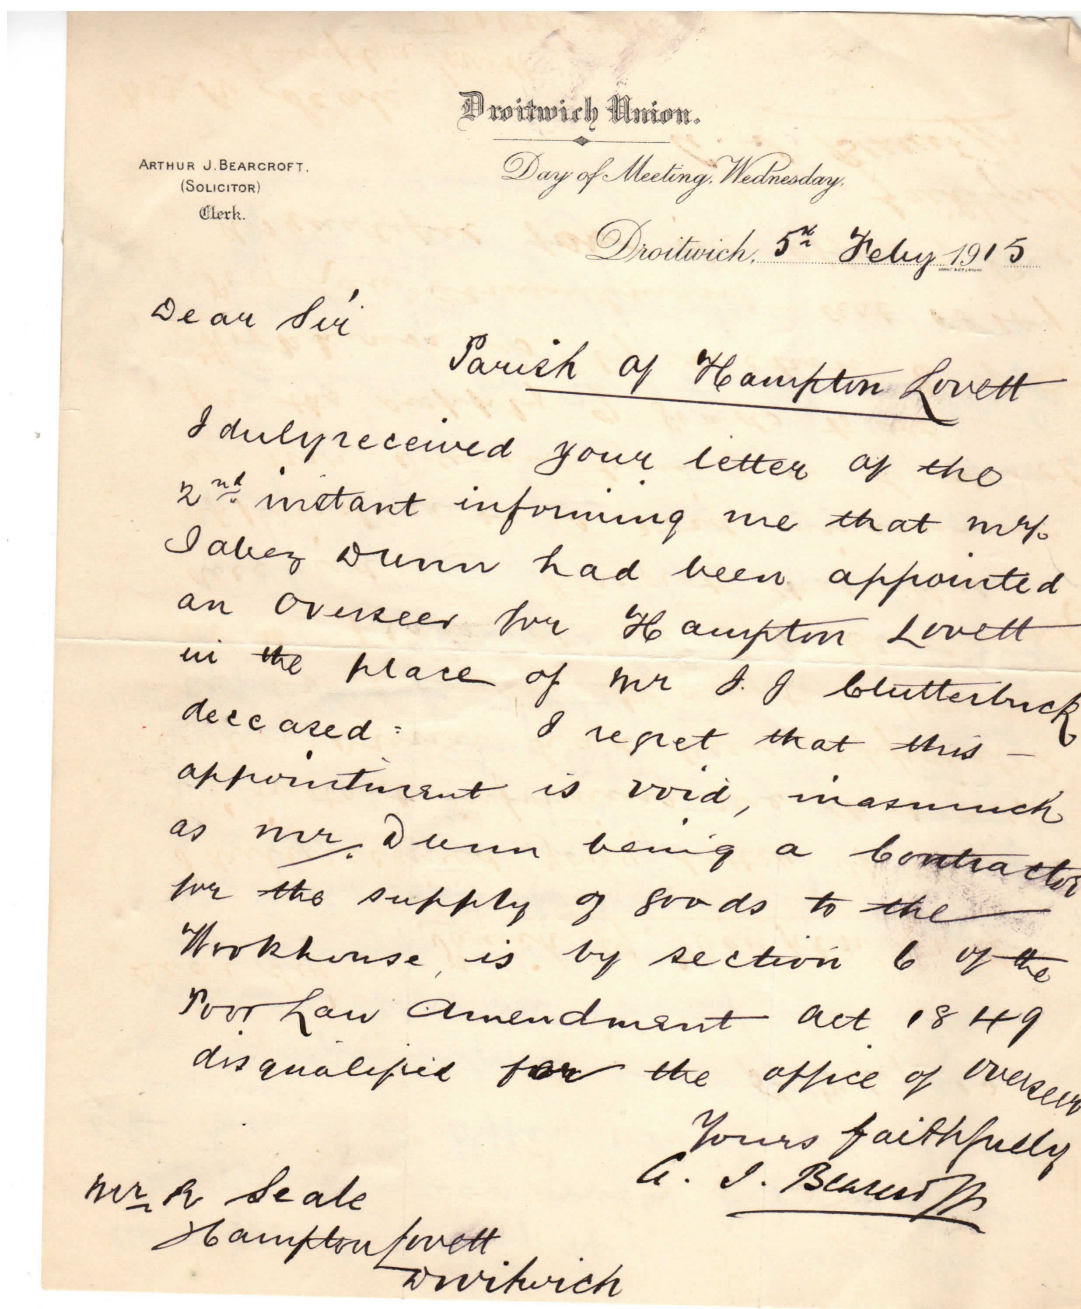 Droitwich Union.
ARTHUR J. BEARCROFT.
(SOLICITOR)
Clerk.
Day of Meeting, Wednesday.
Droitwich, 5th Feby 1915
Dear Sir
Parish of Hampton Lovett
I duly received your letter of the
2nd instant informing me that Mr
Jabez Dunn had been appointed
an Overseer for Hampton Lovett
in the place of Mr J. J Clutterbuck
deceased: I regret that this -
appointment is void, inasmuch
as Mr. Dunn being a Contractor
for the supply of goods to the
Workhouse, is by section 6 of the
Poor Law Amendment Act 1849
disqualified for the office of Overseer
Yours faithfully
A. J. Bearcroft
Mr R Seale
Hampton Lovett
Droitwich